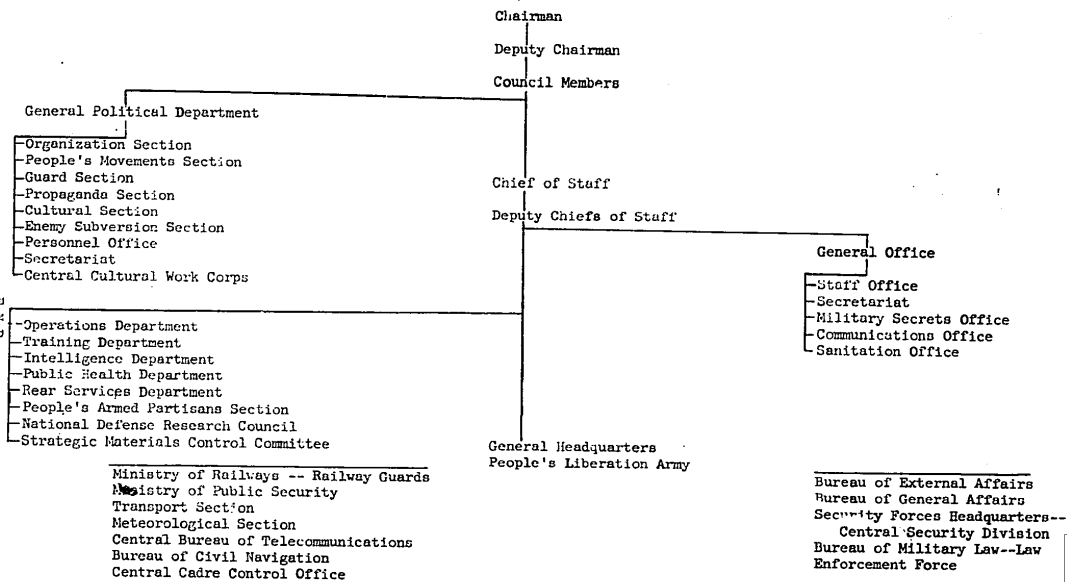 Chairman
Deputy Chairman
Council Members
General Political Department
Organization Section
People's Movements Section
Guard Section
Propaganda Section
Cultural Section
Enemy Subversion Section
Personnel Office
Secretariat
Central Cultural Work Corps
Chief of Staff
Deputy Chiefs of Staff
General Office
Staff Office
Secretariat
Military Secrets Office
Communications Office
Sanitation Office
Operations Department
Training Department
Intelligence Department
Public Health Department
Rear Services Department
People's Armed Partisans Section
National Defense Research Council
Strategic Materials Control Committee
General Headquarters
People's Liberation Army
Ministry of Railways -- Railway Guards
Ministry of Public Security
Transport Section
Meteorological Section
Central Bureau of Telecommunications
Bureau of Civil Navigation
Central Cadre Control Office
Bureau of External Affairs
Bureau of General Affairs
Security Forces Headquarters--
Central Security Division
Bureau of Military Law--Law
Enforcement Force